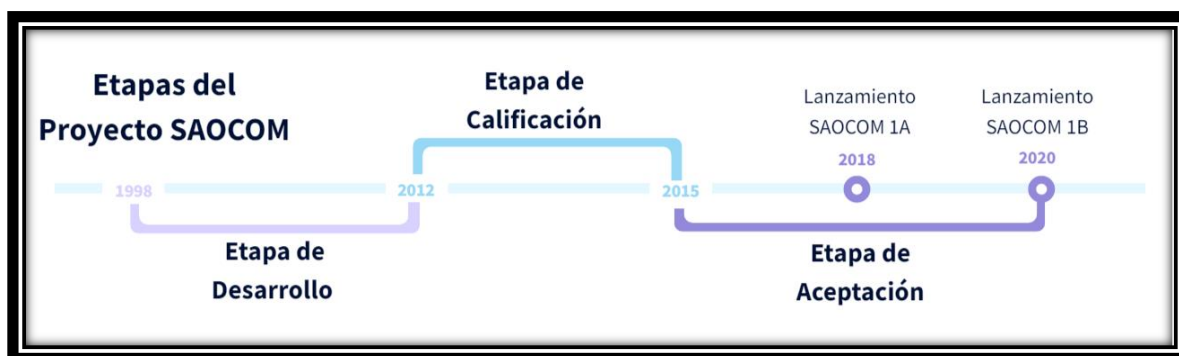 Etapas del
Proyecto SAOCOM
Etapa de
Calificación
Lanzamiento
SAOCOM 1A
2018
Lanzamiento
SAOCOM 1B
2020
1998
2012
2015
Etapa de
Desarrollo
Etapa de
Aceptación